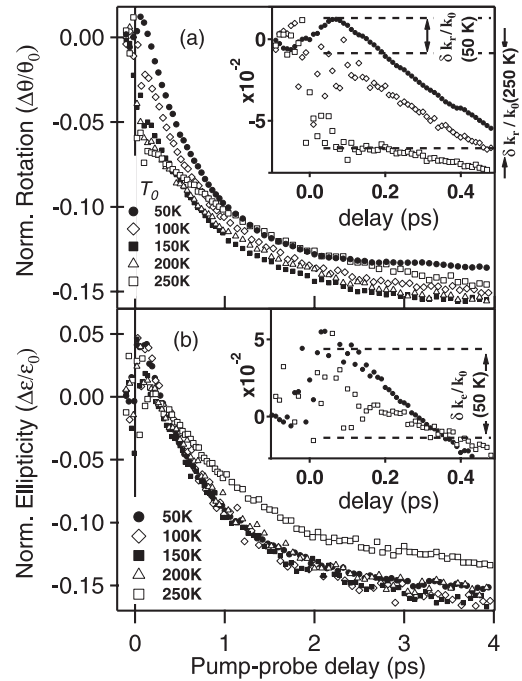 Norm. Rotation (Δθ/θ₀)
0.00
-0.05
-0.10
-0.15
(a)
T₀
50K
100K
150K
200K
250K
x10⁻²
0
-5
0.0 0.2 0.4
delay (ps)
δ kᵣ/k₀
(50 K)
δ kᵣ / k₀(250 K)
Norm. Ellipticity (Δε/ε₀)
0.00
-0.05
-0.10
-0.15
(b)
50K
100K
150K
200K
250K
x10⁻²
5
0
0.0 0.2 0.4
delay (ps)
δ kₑ/k₀
(50 K)
0 1 2 3 4
Pump-probe delay (ps)